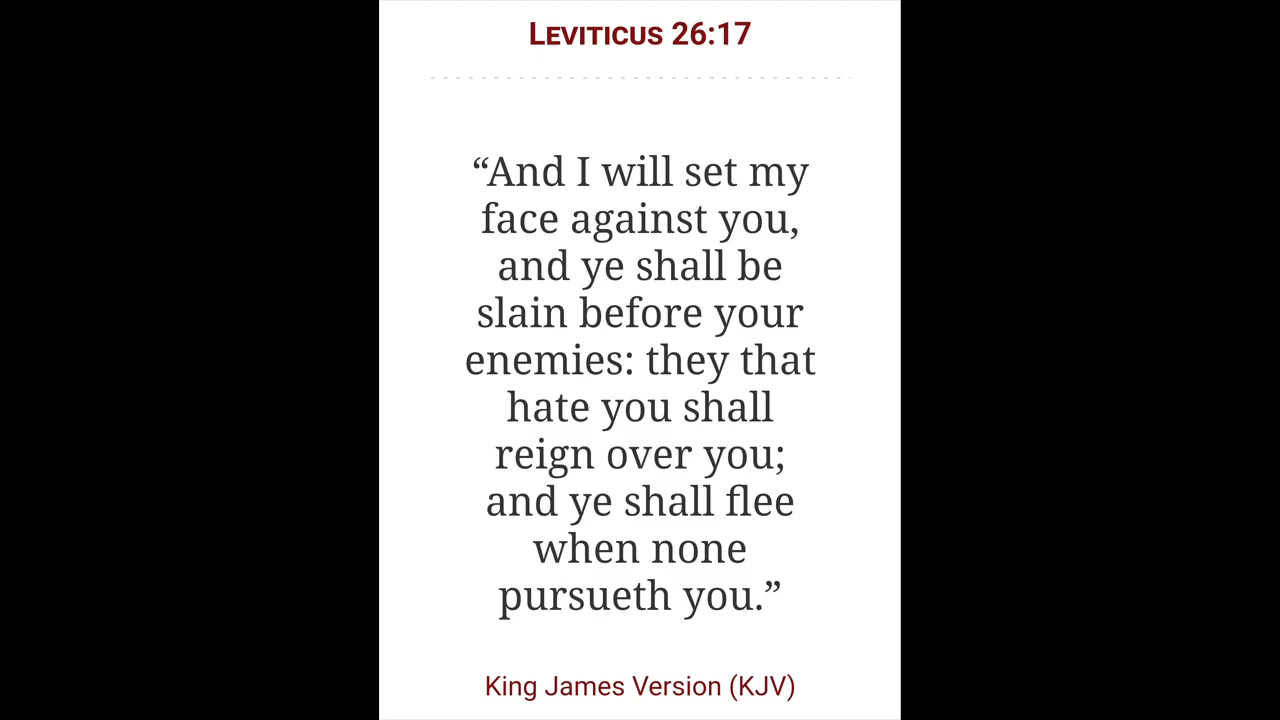 Leviticus 26:17
“And I will set my
face against you,
and ye shall be
slain before your
enemies: they that
hate you shall
reign over you;
and ye shall flee
when none
pursueth you.”
King James Version (KJV)